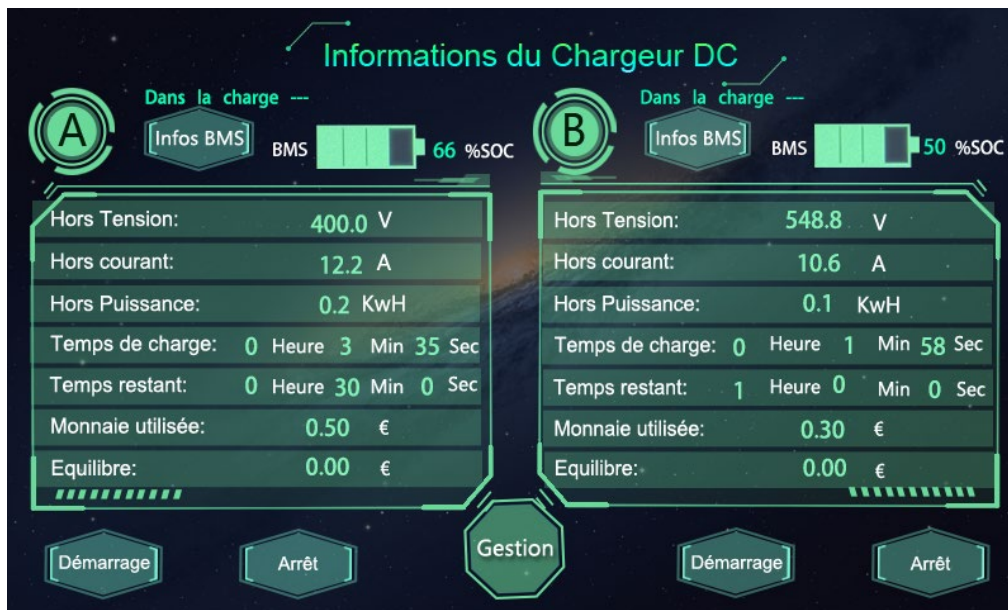 Informations du Chargeur DC
A
Dans la charge ---
Infos BMS
BMS 66 %SOC
Hors Tension: 400.0 V
Hors courant: 12.2 A
Hors Puissance: 0.2 KwH
Temps de charge: 0 Heure 3 Min 35 Sec
Temps restant: 0 Heure 30 Min 0 Sec
Monnaie utilisée: 0.50 €
Equilibre: 0.00 €
Démarrage
Arrêt
B
Dans la charge ---
Infos BMS
BMS 50 %SOC
Hors Tension: 548.8 V
Hors courant: 10.6 A
Hors Puissance: 0.1 KwH
Temps de charge: 0 Heure 1 Min 58 Sec
Temps restant: 1 Heure 0 Min 0 Sec
Monnaie utilisée: 0.30 €
Equilibre: 0.00 €
Gestion
Démarrage
Arrêt